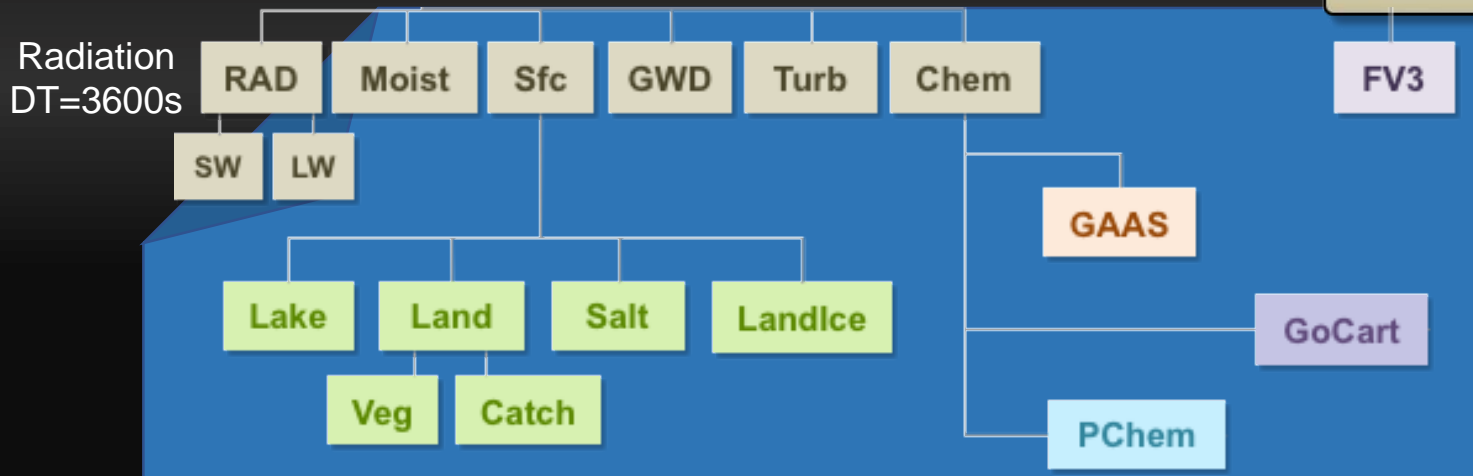 Radiation
DT=3600s
RAD
Moist
Sfc
GWD
Turb
Chem
FV3
SW
LW
GAAS
Lake
Land
Salt
LandIce
GoCart
Veg
Catch
PChem